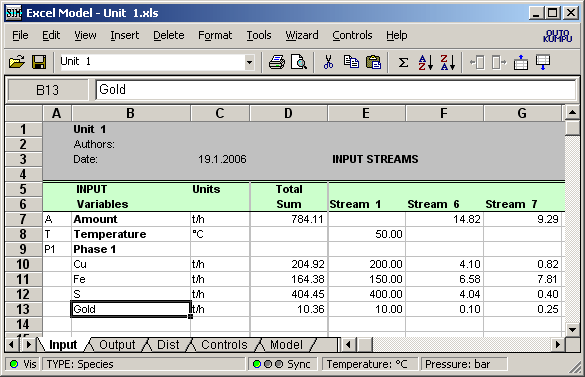 Excel Model - Unit 1.xls
File Edit View Insert Delete Format Tools Wizard Controls Help OUTO KUMPU
Unit 1 Σ A Z Z A
B13 Gold
A B C D E F G
1 Unit 1
2 Authors:
3 Date: 19.1.2006 INPUT STREAMS
4
5 INPUT Units Total
6 Variables Sum Stream 1 Stream 6 Stream 7
7 A Amount t/h 784.11 14.82 9.29
8 T Temperature °C 50.00
9 P1 Phase 1
10 Cu t/h 204.92 200.00 4.10 0.82
11 Fe t/h 164.38 150.00 6.58 7.81
12 S t/h 404.45 400.00 4.04 0.40
13 Gold t/h 10.36 10.00 0.10 0.25
14
Input Output Dist Controls Model
Vis TYPE: Species Sync Temperature: °C Pressure: bar